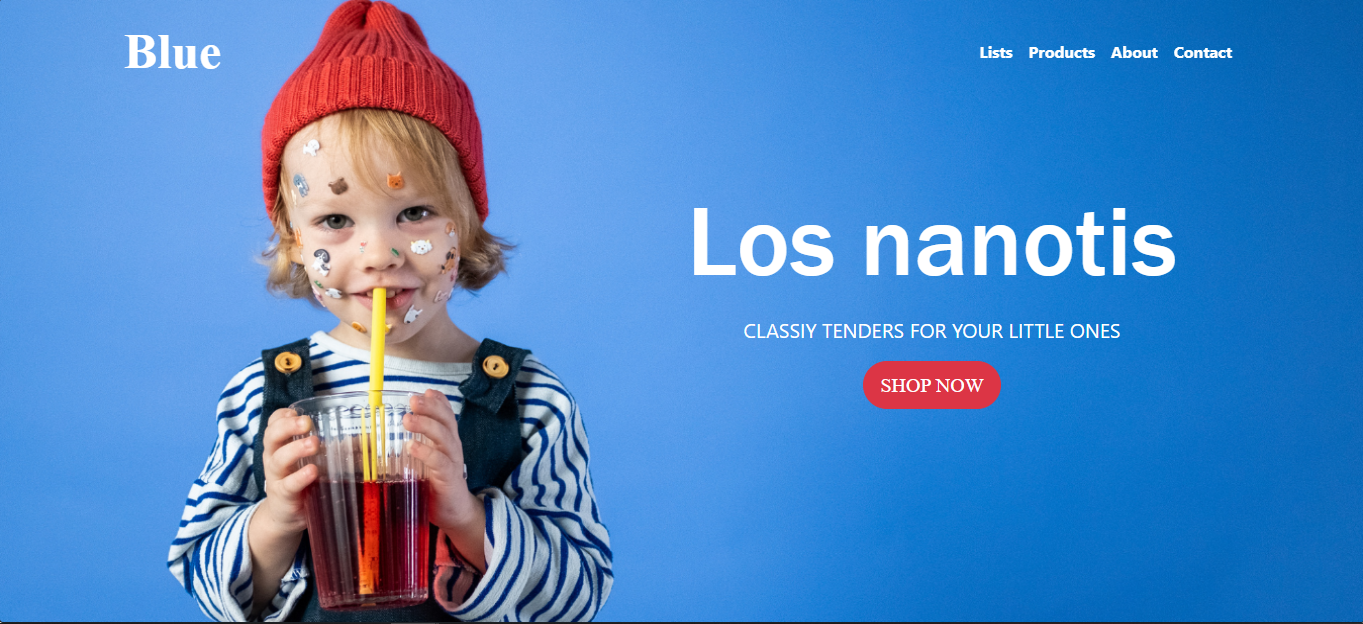 Blue
Lists Products About Contact
Los nanotis
CLASSIY TENDERS FOR YOUR LITTLE ONES
SHOP NOW